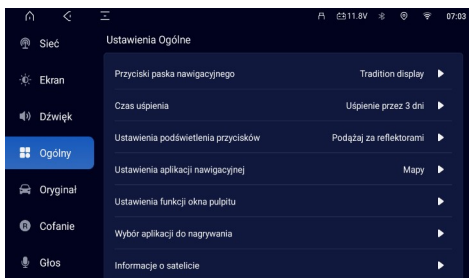 11.8V 07:03
Sieć
Ekran
Dźwięk
Ogólny
Oryginał
Cofanie
Głos
Ustawienia Ogólne
Przyciski paska nawigacyjnego Tradition display
Czas uśpienia Uśpienie przez 3 dni
Ustawienia podświetlenia przycisków Podążaj za reflektorami
Ustawienia aplikacji nawigacyjnej Mapy
Ustawienia funkcji okna pulpitu
Wybór aplikacji do nagrywania
Informacje o satelicie